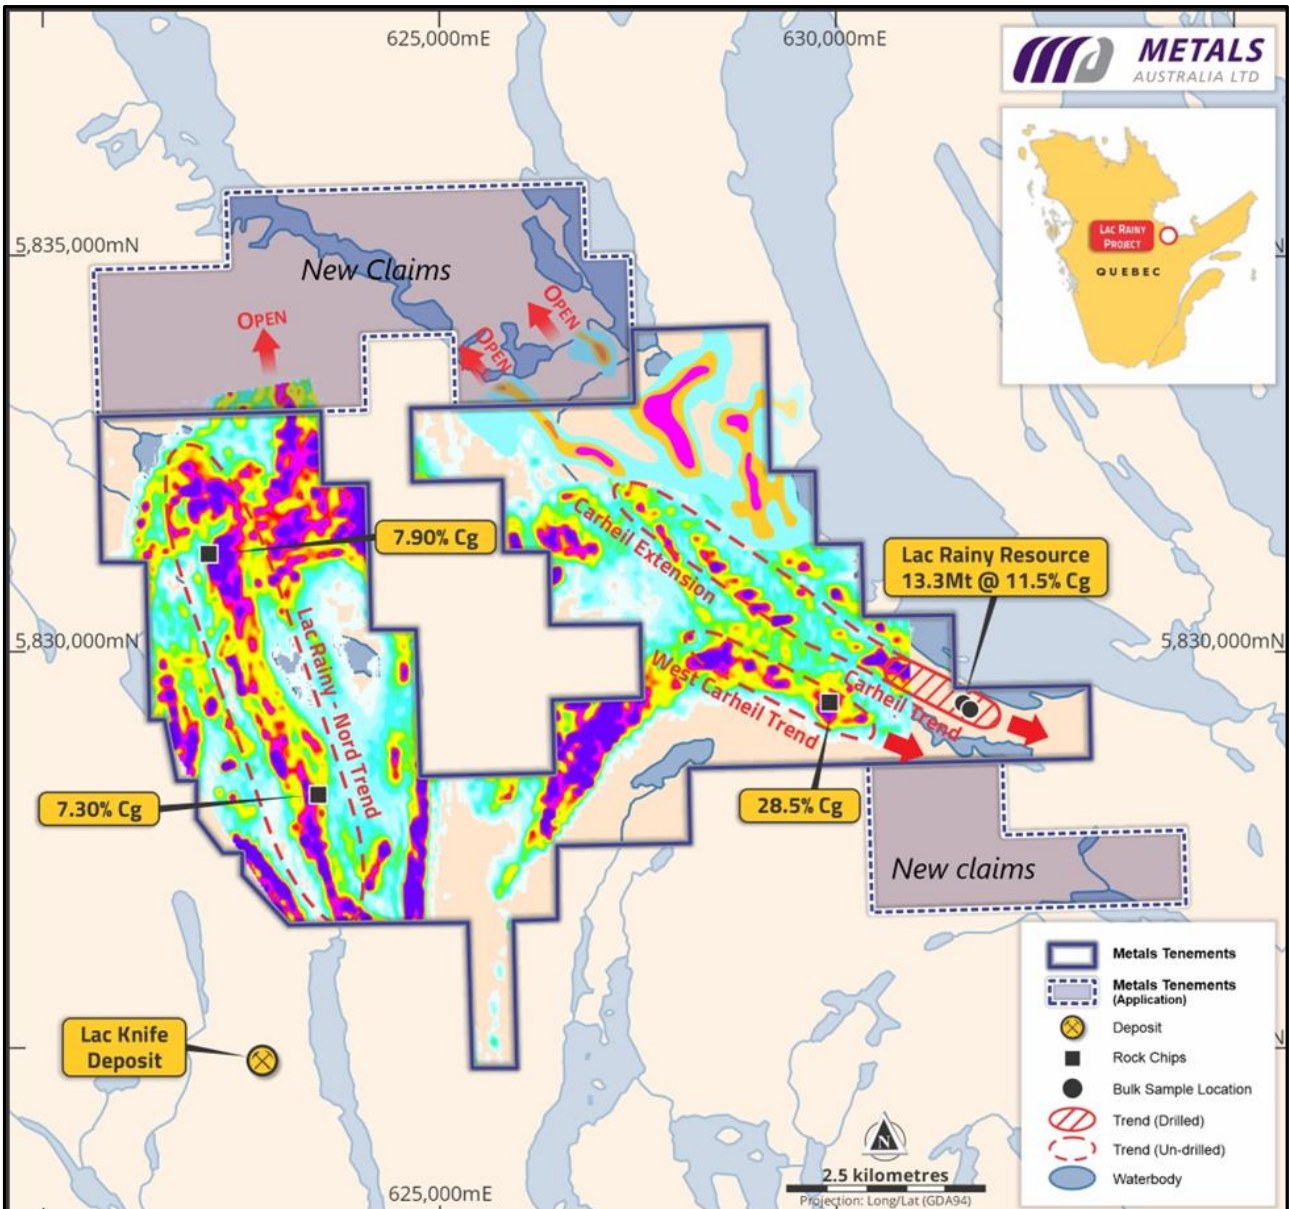 625,000mE
630,000mE
METALS
AUSTRALIA LTD
LAC RAINY
PROJECT
QUEBEC
5,835,000mN
N
New Claims
OPEN
OPEN
OPEN
7.90% Cg
Carheil Extension
Lac Rainy Resource
13.3Mt @ 11.5% Cg
5,830,000mN
5,830,000mN
Lac Rainy - Nord Trend
West Carheil Trend
Carheil Trend
7.30% Cg
28.5% Cg
New claims
Metals Tenements
Metals Tenements
(Application)
Deposit
Rock Chips
Bulk Sample Location
Trend (Drilled)
Trend (Un-drilled)
Waterbody
Lac Knife
Deposit
N
N
2.5 kilometres
Projection: Long/Lat (GDA94)
625,000mE